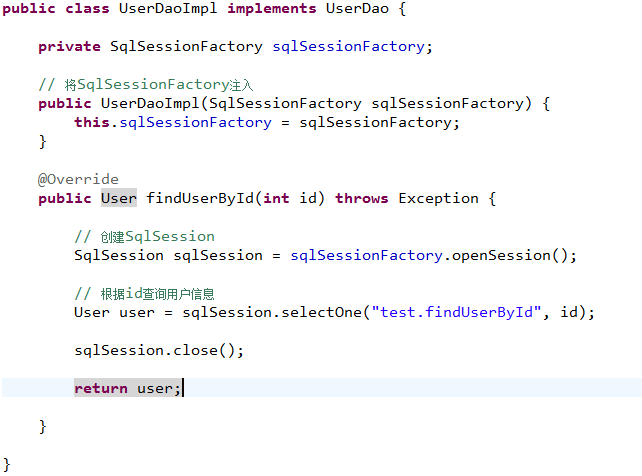 public class UserDaoImpl implements UserDao {
private SqlSessionFactory sqlSessionFactory;
// 将SqlSessionFactory注入
public UserDaoImpl(SqlSessionFactory sqlSessionFactory) {
this.sqlSessionFactory = sqlSessionFactory;
}
@Override
public User findUserById(int id) throws Exception {
// 创建SqlSession
SqlSession sqlSession = sqlSessionFactory.openSession();
// 根据id查询用户信息
User user = sqlSession.selectOne("test.findUserById", id);
sqlSession.close();
return user;
}
}